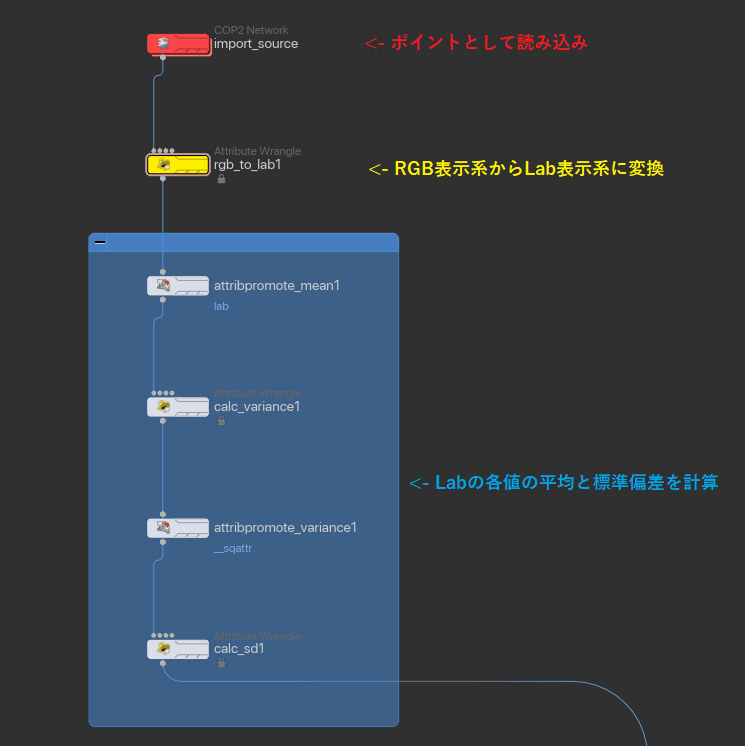 COP2 Network
import_source
<- ポイントとして読み込み
Attribute Wrangle
rgb_to_lab1
<- RGB表示系からLab表示系に変換
attribpromote_mean1
lab
Attribute Wrangle
calc_variance1
<- Labの各値の平均と標準偏差を計算
attribpromote_variance1
__sqattr
Attribute Wrangle
calc_sd1